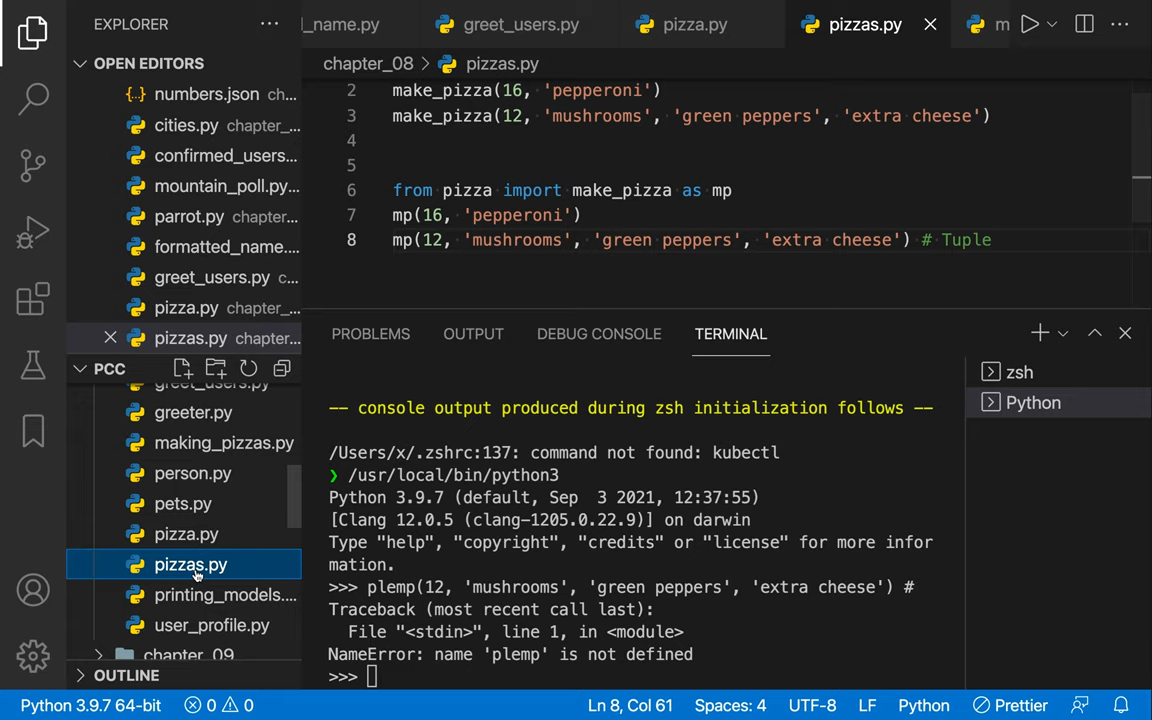 EXPLORER
OPEN EDITORS
numbers.json ch...
cities.py chapter_...
confirmed_users...
mountain_poll.py...
parrot.py chapter...
formatted_name....
greet_users.py c...
pizza.py chapter_...
pizzas.py chapter...
PCC
greet_users.py
greeter.py
making_pizzas.py
person.py
pets.py
pizza.py
pizzas.py
printing_models....
user_profile.py
chapter_09
OUTLINE
l_name.py greet_users.py pizza.py pizzas.py m
chapter_08 > pizzas.py
2 make_pizza(16, 'pepperoni')
3 make_pizza(12, 'mushrooms', 'green peppers', 'extra cheese')
4
5
6 from pizza import make_pizza as mp
7 mp(16, 'pepperoni')
8 mp(12, 'mushrooms', 'green peppers', 'extra cheese') # Tuple
PROBLEMS OUTPUT DEBUG CONSOLE TERMINAL
zsh
Python
-- console output produced during zsh initialization follows --
/Users/x/.zshrc:137: command not found: kubectl
❯ /usr/local/bin/python3
Python 3.9.7 (default, Sep  3 2021, 12:37:55)
[Clang 12.0.5 (clang-1205.0.22.9)] on darwin
Type "help", "copyright", "credits" or "license" for more infor
mation.
>>> plemp(12, 'mushrooms', 'green peppers', 'extra cheese') #
Traceback (most recent call last):
  File "<stdin>", line 1, in <module>
NameError: name 'plemp' is not defined
>>>
Python 3.9.7 64-bit 0 0 Ln 8, Col 61 Spaces: 4 UTF-8 LF Python Prettier